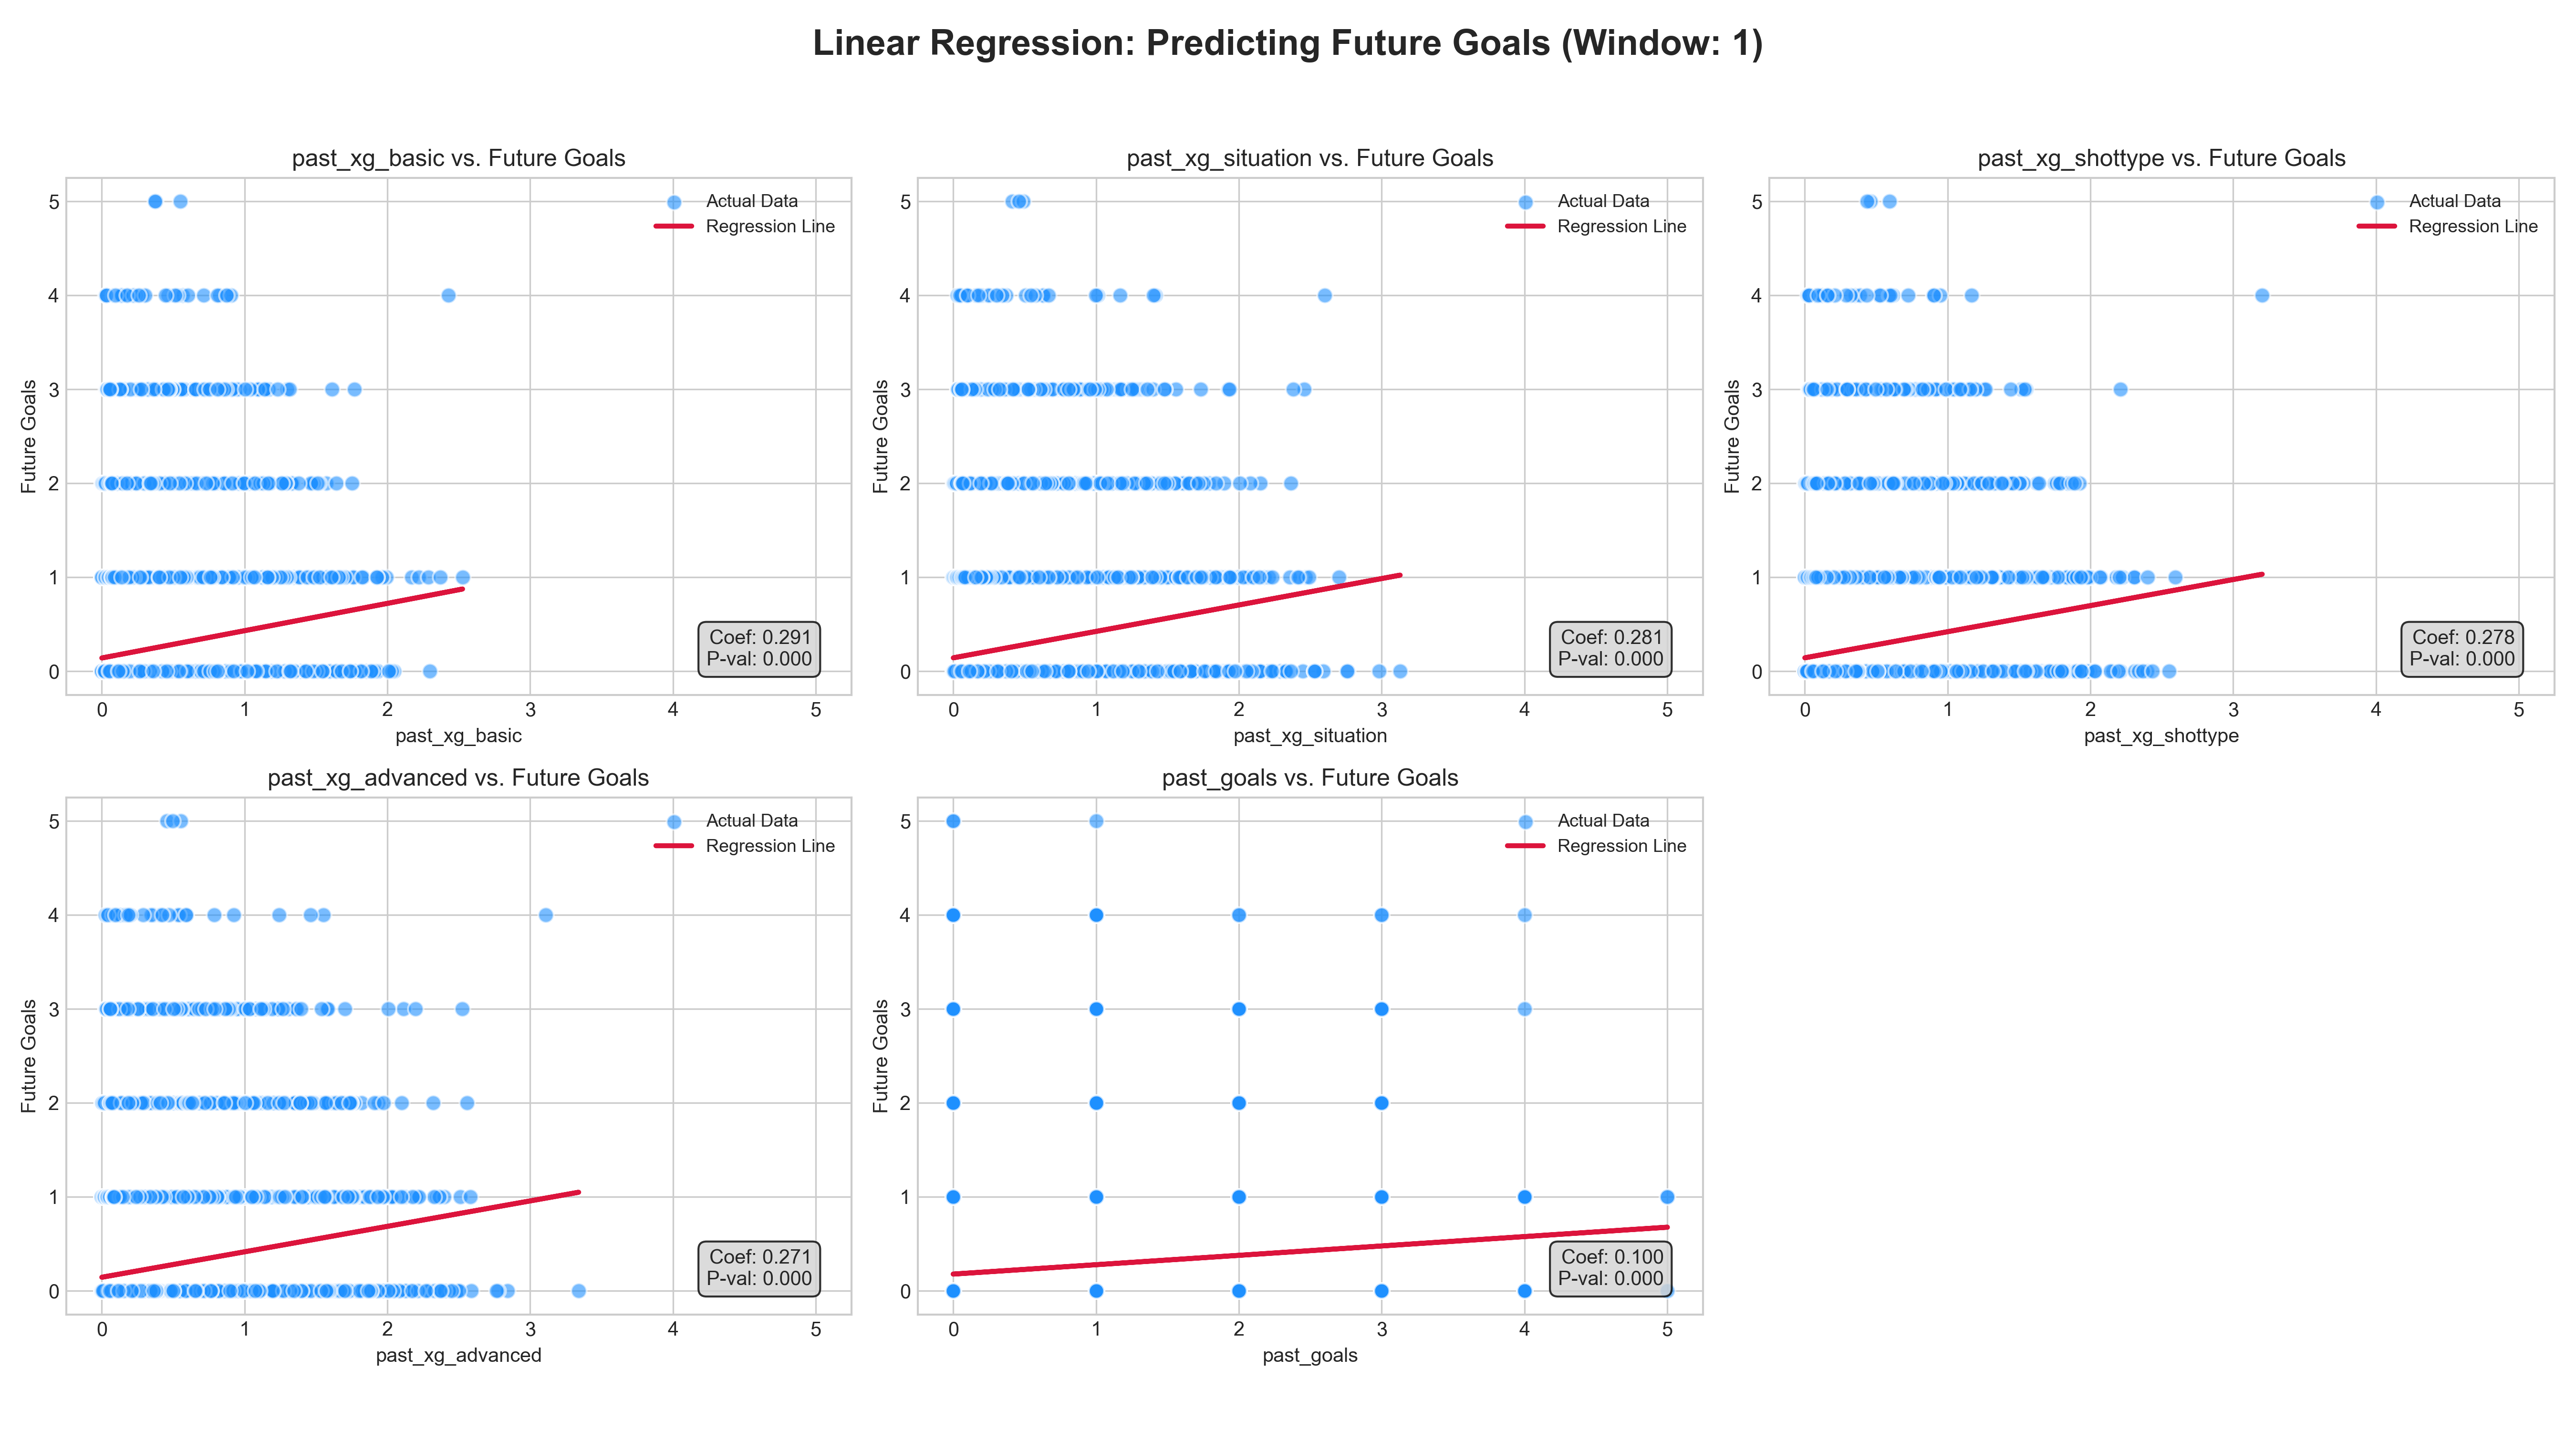 Linear Regression: Predicting Future Goals (Window: 1)
past_xg_basic vs. Future Goals
Future Goals
5
4
3
2
1
0
Actual Data
Regression Line
Coef: 0.291
P-val: 0.000
0 1 2 3 4 5
past_xg_basic
past_xg_situation vs. Future Goals
Future Goals
5
4
3
2
1
0
Actual Data
Regression Line
Coef: 0.281
P-val: 0.000
0 1 2 3 4 5
past_xg_situation
past_xg_shottype vs. Future Goals
Future Goals
5
4
3
2
1
0
Actual Data
Regression Line
Coef: 0.278
P-val: 0.000
0 1 2 3 4 5
past_xg_shottype
past_xg_advanced vs. Future Goals
Future Goals
5
4
3
2
1
0
Actual Data
Regression Line
Coef: 0.271
P-val: 0.000
0 1 2 3 4 5
past_xg_advanced
past_goals vs. Future Goals
Future Goals
5
4
3
2
1
0
Actual Data
Regression Line
Coef: 0.100
P-val: 0.000
0 1 2 3 4 5
past_goals